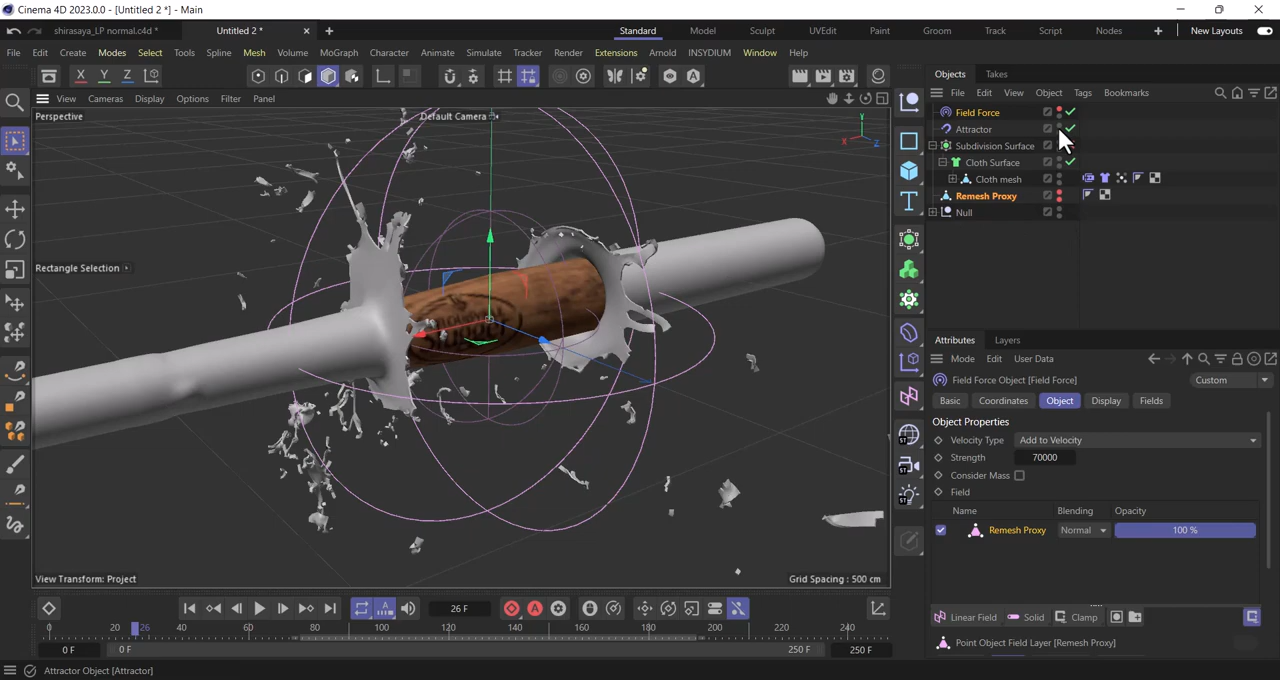 Cinema 4D 2023.0.0 - [Untitled 2 *] - Main
shirasaya_LP normal.c4d *
Untitled 2 *
Standard Model Sculpt UVEdit Paint Groom Track Script Nodes New Layouts
File Edit Create Modes Select Tools Spline Mesh Volume MoGraph Character Animate Simulate Tracker Render Extensions Arnold INSYDIUM Window Help
X Y Z
Objects Takes
View Cameras Display Options Filter Panel
File Edit View Object Tags Bookmarks
Perspective
Default Camera
Field Force
Attractor
Subdivision Surface
Cloth Surface
Cloth mesh
Remesh Proxy
Null
Rectangle Selection
Attributes Layers
Mode Edit User Data
Field Force Object [Field Force]
Custom
Basic Coordinates Object Display Fields
Object Properties
Velocity Type Add to Velocity
Strength 70000
Consider Mass
Field
Name Blending Opacity
Remesh Proxy Normal 100 %
View Transform: Project
Grid Spacing : 500 cm
26 F
Linear Field Solid Clamp
0 20 26 40 60 80 100 120 140 160 180 200 220 240
Point Object Field Layer [Remesh Proxy]
0 F 0 F 250 F 250 F
Attractor Object [Attractor]